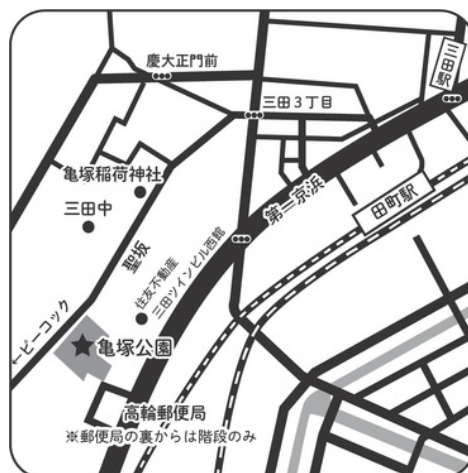 慶大正門前
三田駅
三田3丁目
田町駅
第一京浜
亀塚稲荷神社
三田中
聖坂
住友不動産
三田ツインビル西館
←ピーコック
★亀塚公園
高輪郵便局
※郵便局の裏からは階段のみ